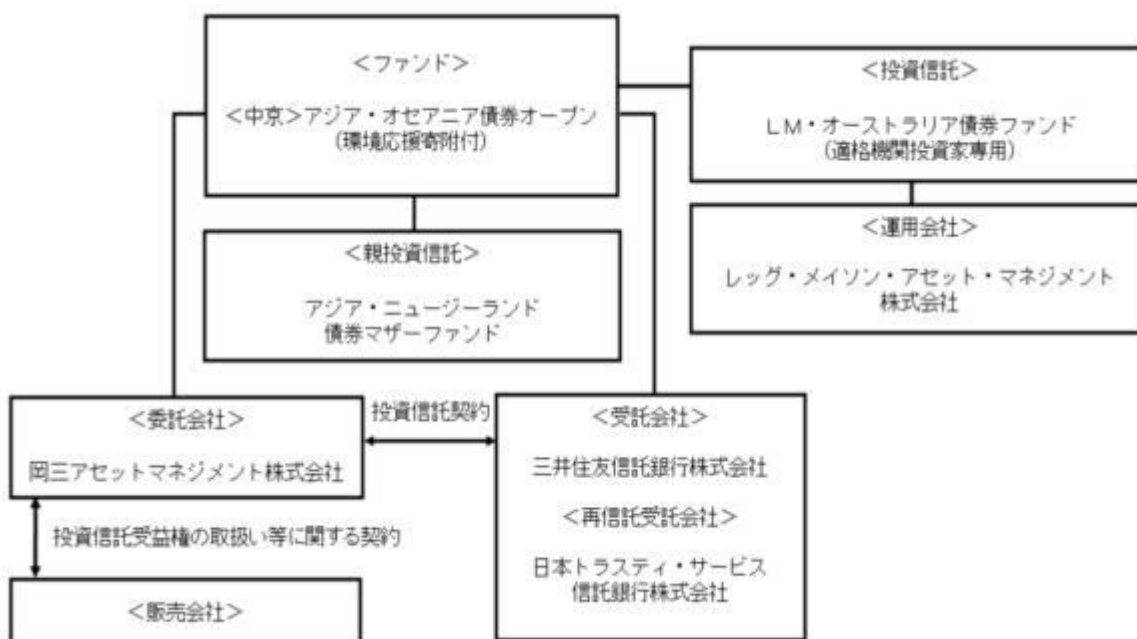 ＜ファンド＞
＜中京＞アジア・オセアニア債券オープン
（環境応援寄附付）
＜投資信託＞
ＬＭ・オーストラリア債券ファンド
（適格機関投資家専用）
＜親投資信託＞
アジア・ニュージーランド
債券マザーファンド
＜運用会社＞
レッグ・メイソン・アセット・マネジメント
株式会社
＜委託会社＞
岡三アセットマネジメント株式会社
投資信託契約
＜受託会社＞
三井住友信託銀行株式会社
＜再信託受託会社＞
日本トラスティ・サービス
信託銀行株式会社
投資信託受益権の取扱い等に関する契約
＜販売会社＞